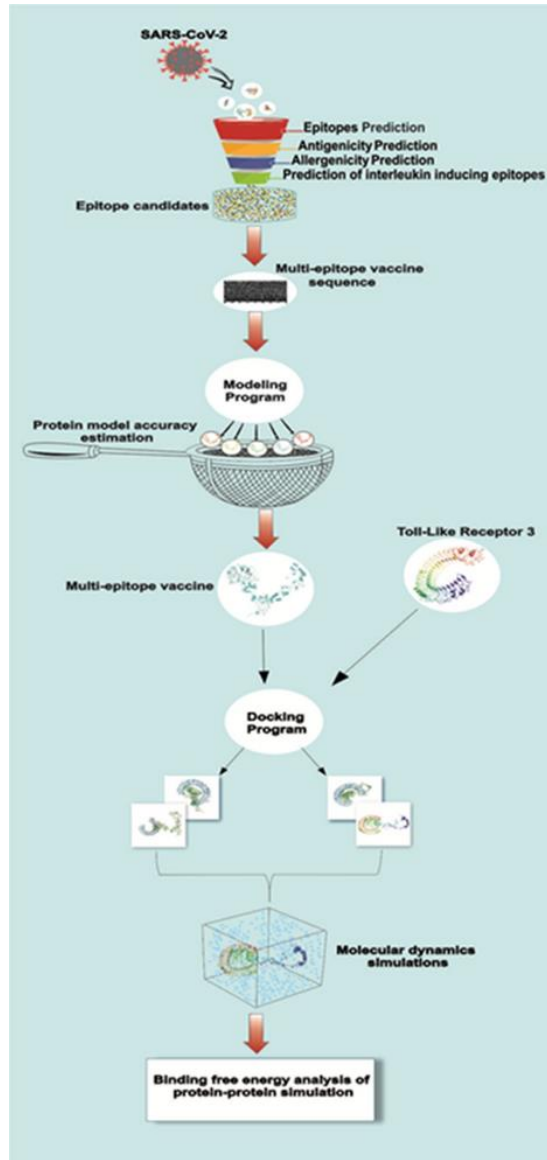 SARS-CoV-2
Epitopes Prediction
Antigenicity Prediction
Allergenicity Prediction
Prediction of interleukin inducing epitopes
Epitope candidates
Multi-epitope vaccine
sequence
Modeling
Program
Protein model accuracy
estimation
Toll-Like Receptor 3
Multi-epitope vaccine
Docking
Program
Molecular dynamics
simulations
Binding free energy analysis of
protein-protein simulation